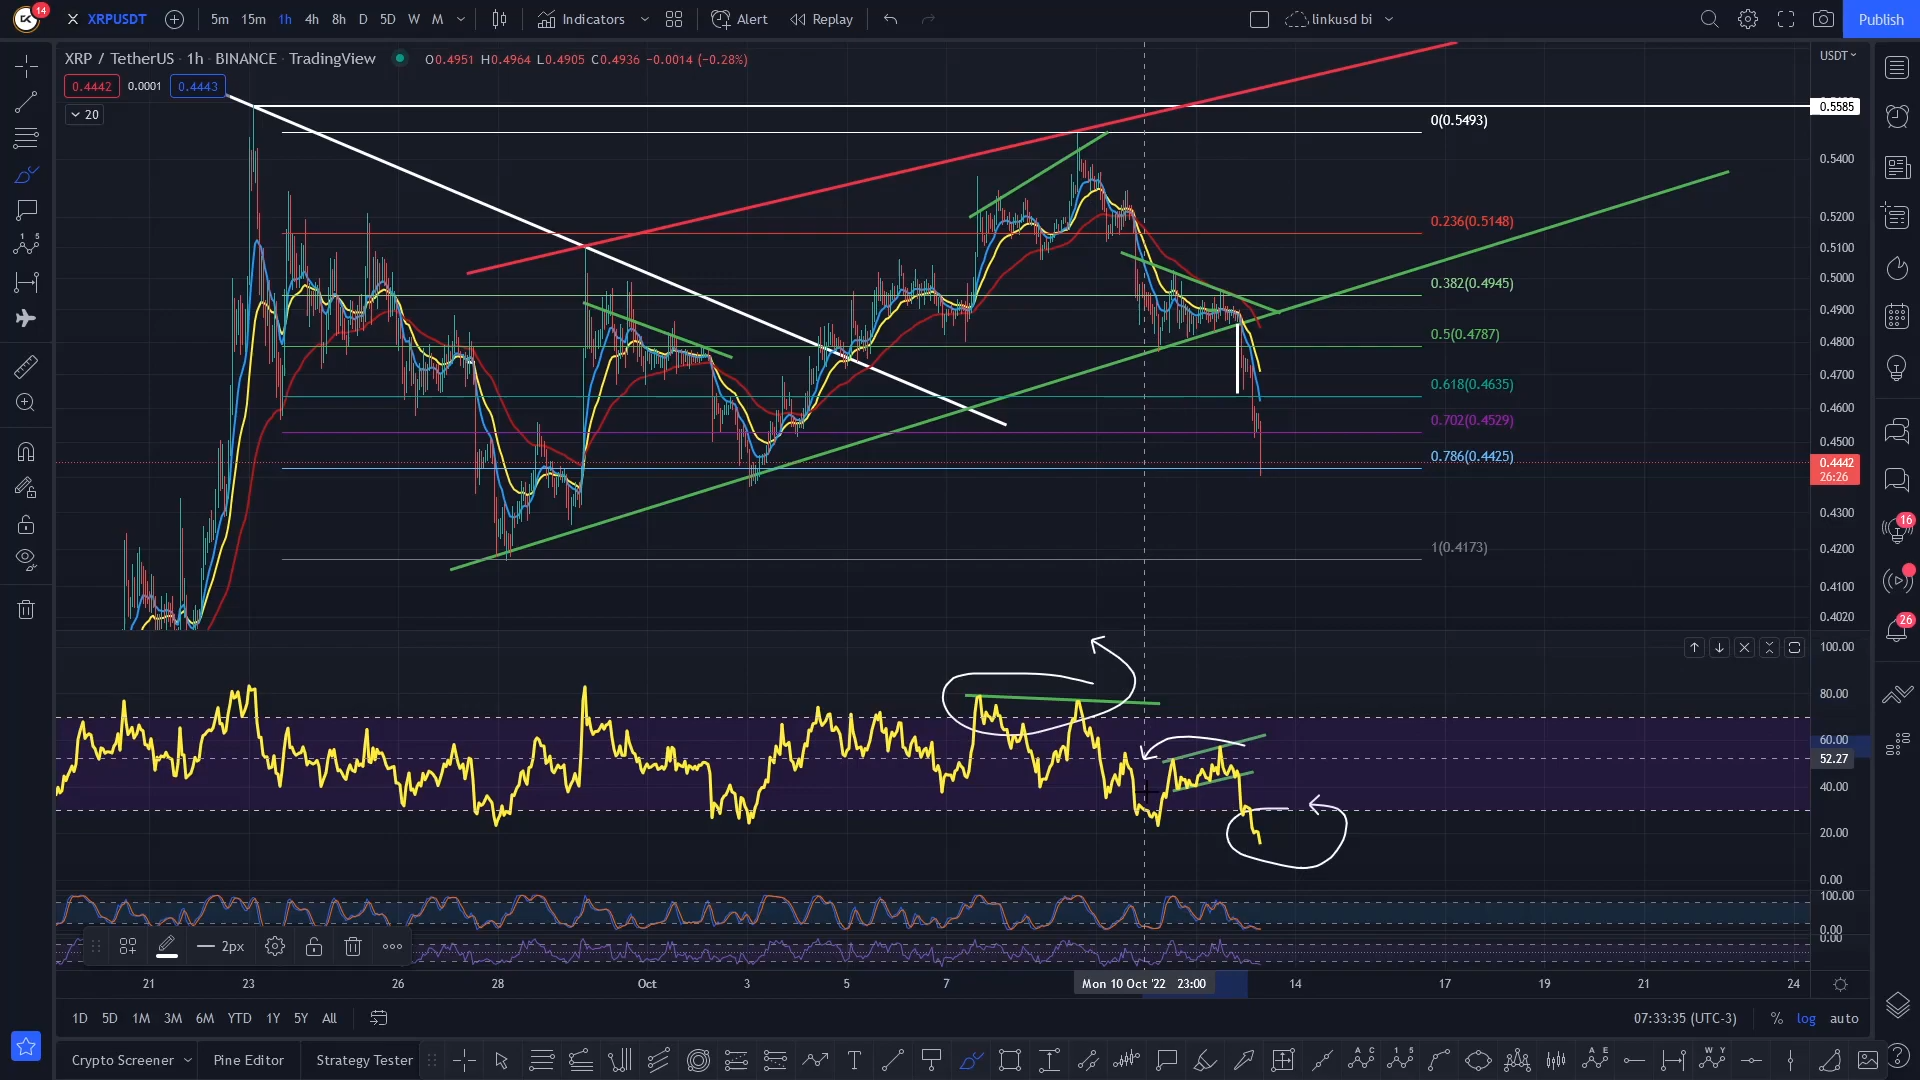 14
XRPUSDT
5m 15m 1h 4h 8h D 5D W M
Indicators
Alert
Replay
linkusd bi
Publish
XRP / TetherUS · 1h · BINANCE · TradingView
O0.4951 H0.4964 L0.4905 C0.4936 −0.0014 (−0.28%)
USDT
0.4442 0.0001 0.4443
20
0.5585
0(0.5493)
0.5400
0.5200
0.236(0.5148)
0.5100
0.5000
0.382(0.4945)
0.4900
0.5(0.4787)
0.4800
0.4700
0.618(0.4635)
0.4600
0.702(0.4529)
0.4500
0.786(0.4425)
0.4442
26:26
0.4300
1(0.4173)
0.4200
0.4100
0.4020
16
26
100.00
80.00
60.00
52.27
40.00
20.00
0.00
100.00
0.00
0.00
2px
21 23 26 28 Oct 3 5 7 Mon 10 Oct '22 23:00 14 17 19 21 24
1D 5D 1M 3M 6M YTD 1Y 5Y All
07:33:35 (UTC-3) % log auto
Crypto Screener Pine Editor Strategy Tester